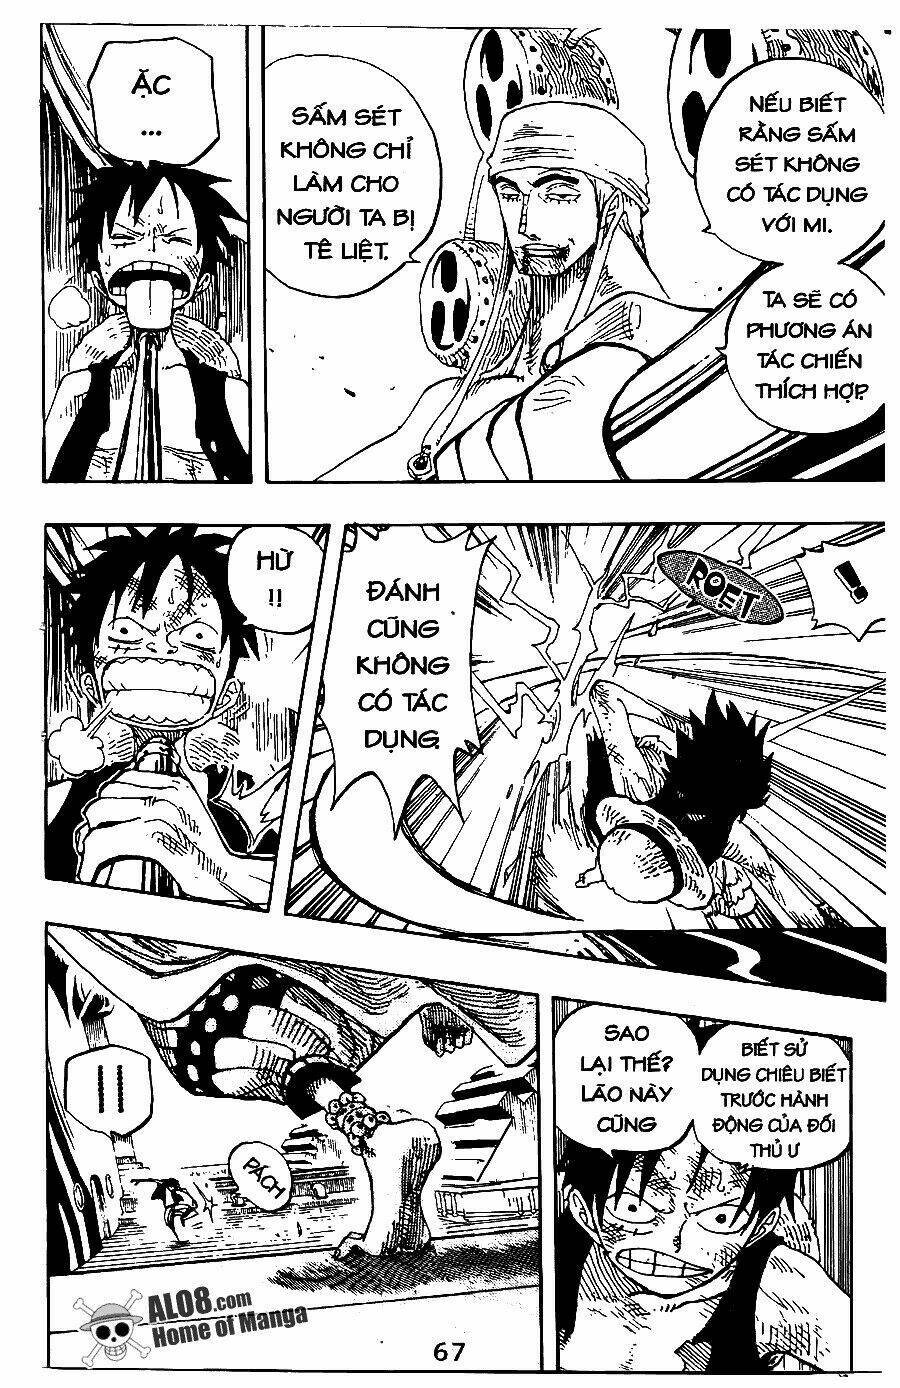 ẶC
...
SẤM SÉT
KHÔNG CHỈ
LÀM CHO
NGƯỜI TA BỊ
TÊ LIỆT.
NẾU BIẾT
RẰNG SẤM
SÉT KHÔNG
CÓ TÁC DỤNG
VỚI MI.
TA SẼ CÓ
PHƯƠNG ÁN
TÁC CHIẾN
THÍCH HỢP.
HỪ
!!
ĐÁNH
CŨNG
KHÔNG
CÓ TÁC
DỤNG.
ROẸT
!
!!
PÁCH
SAO
LẠI THẾ?
LÃO NÀY
CŨNG
BIẾT SỬ
DỤNG CHIÊU BIẾT
TRƯỚC HÀNH
ĐỘNG CỦA ĐỐI
THỦ Ư
ALO8.com
Home of Manga
67